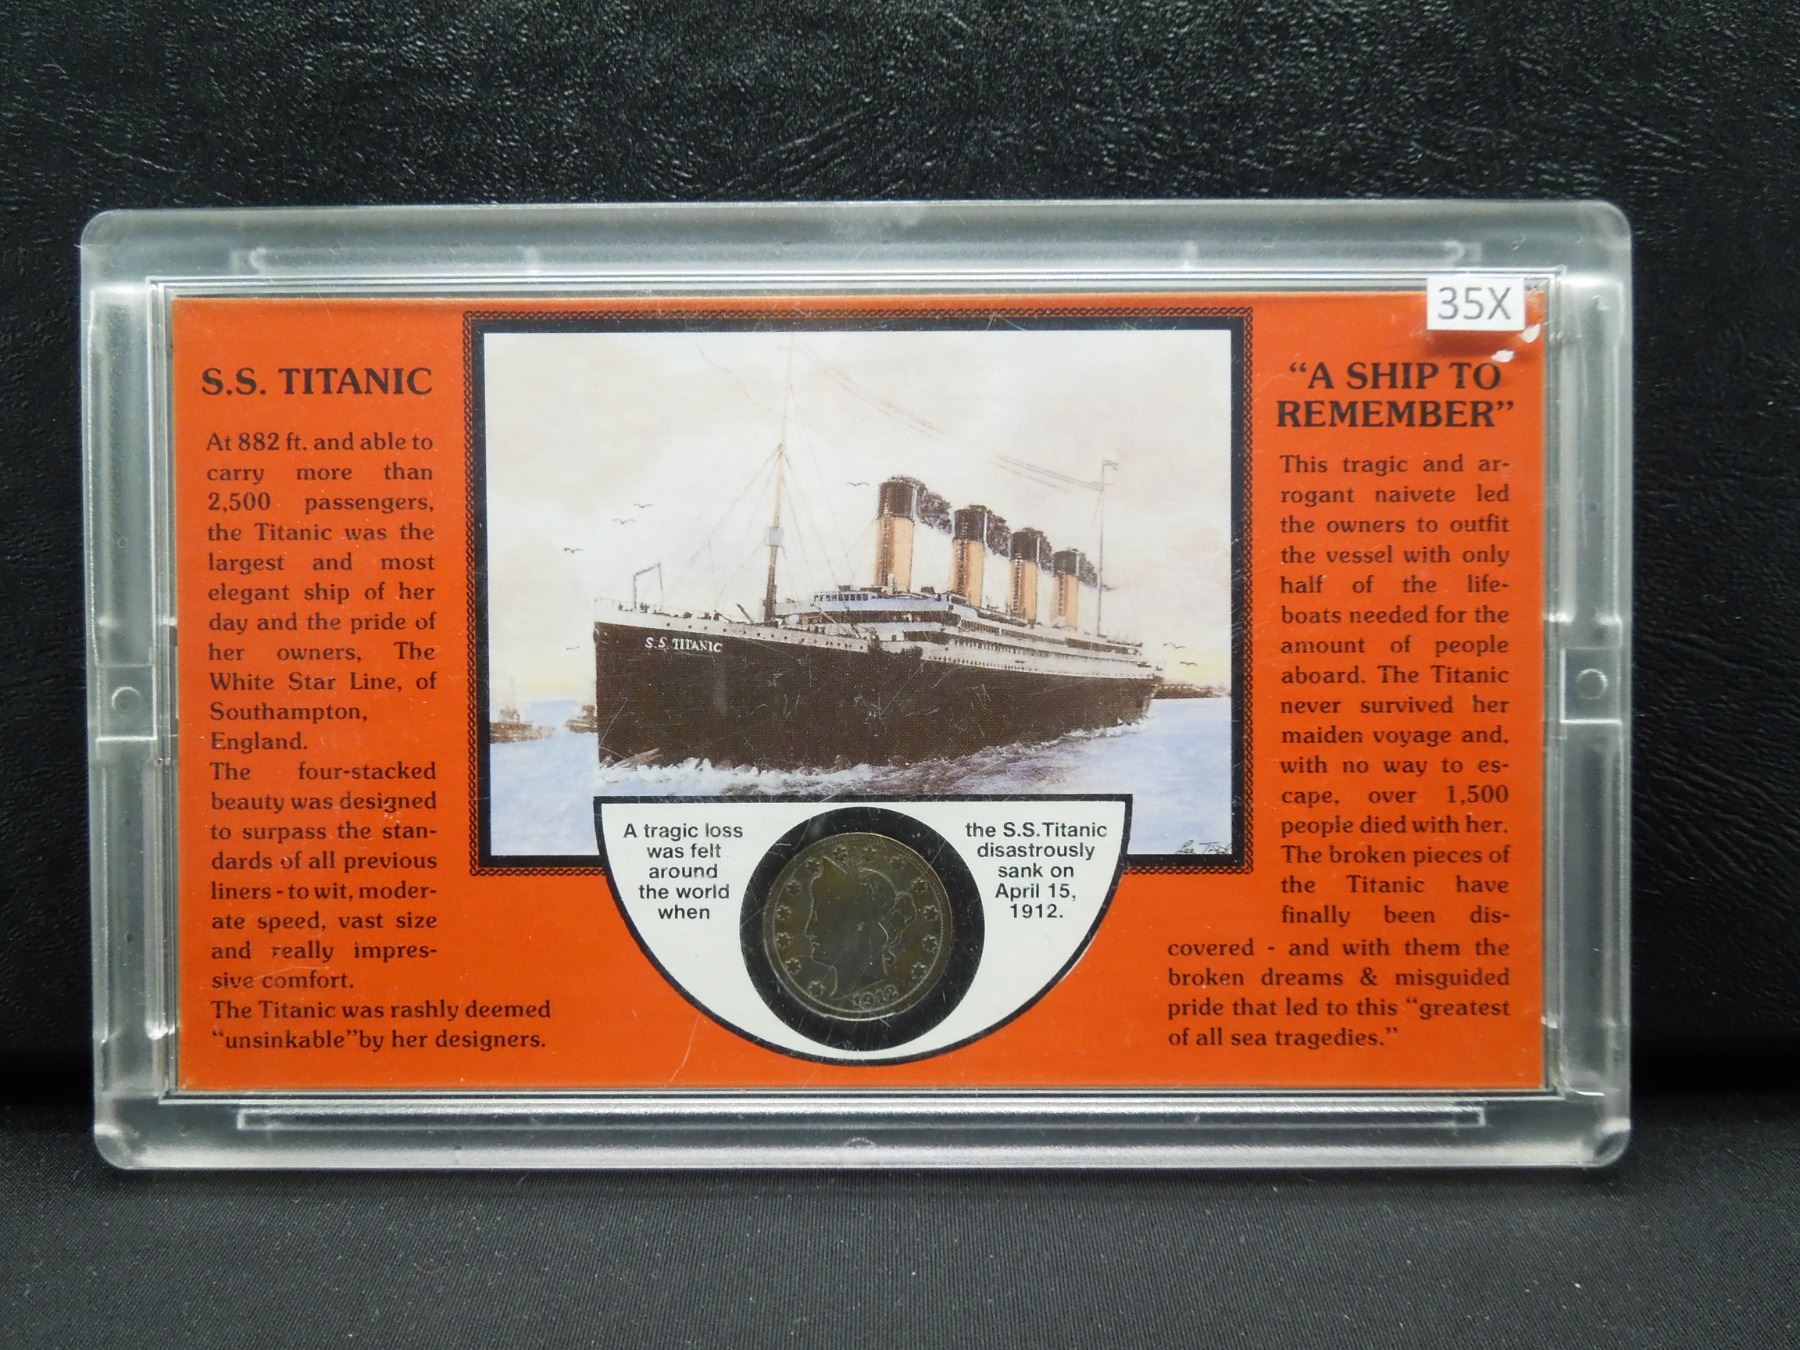 35X
S.S. TITANIC
At 882 ft. and able to
carry more than
2,500 passengers,
the Titanic was the
largest and most
elegant ship of her
day and the pride of
her owners, The
White Star Line, of
Southampton,
England.
The four-stacked
beauty was designed
to surpass the stan-
dards of all previous
liners - to wit, moder-
ate speed, vast size
and really impres-
sive comfort.
The Titanic was rashly deemed
“unsinkable”by her designers.
S.S. TITANIC
A tragic loss
was felt
around
the world
when
1912
the S.S.Titanic
disastrously
sank on
April 15,
1912.
“A SHIP TO
REMEMBER”
This tragic and ar-
rogant naivete led
the owners to outfit
the vessel with only
half of the life-
boats needed for the
amount of people
aboard. The Titanic
never survived her
maiden voyage and,
with no way to es-
cape, over 1,500
people died with her.
The broken pieces of
the Titanic have
finally been dis-
covered - and with them the
broken dreams & misguided
pride that led to this “greatest
of all sea tragedies.”